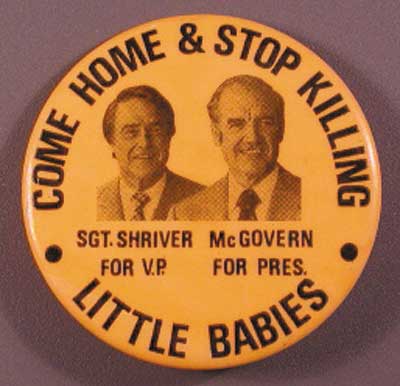 COME HOME & STOP KILLING
SGT. SHRIVER
FOR V.P.
McGOVERN
FOR PRES.
LITTLE BABIES